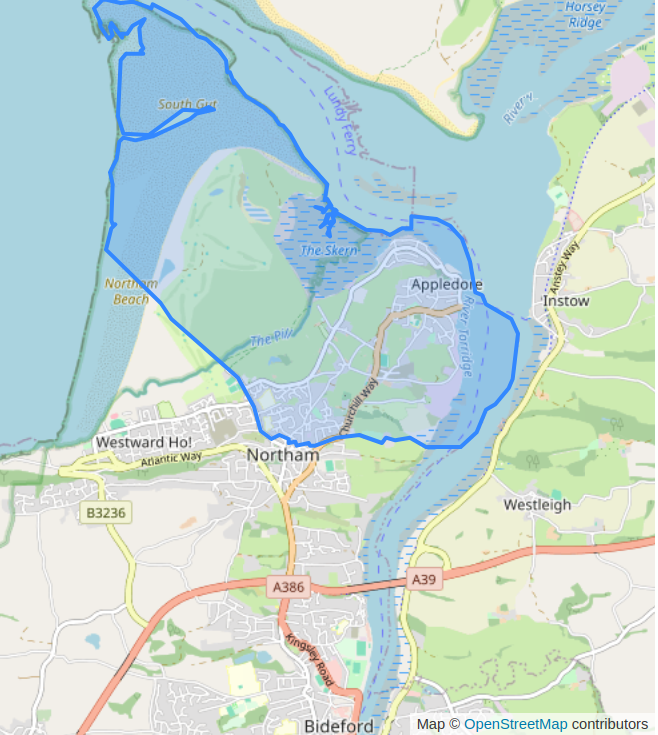 Horsey
Ridge
South Gut
Lundy Ferry
River
The Skern
Anstey Way
Northam
Beach
Appledore
Instow
River Torridge
The Pill
Churchill Way
Westward Ho!
Atlantic Way
Northam
B3236
Westleigh
A386
A39
Kingsley Road
Bideford
Map © OpenStreetMap contributors